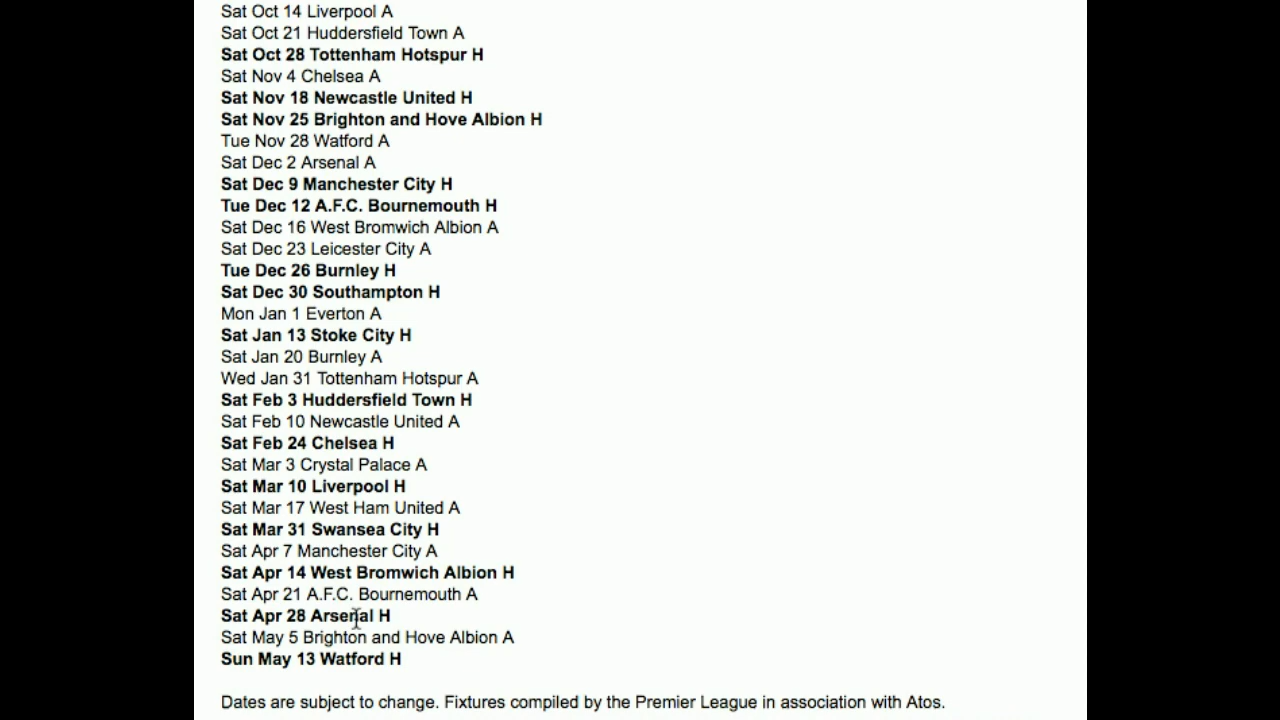 Sat Oct 14 Liverpool A
Sat Oct 21 Huddersfield Town A
Sat Oct 28 Tottenham Hotspur H
Sat Nov 4 Chelsea A
Sat Nov 18 Newcastle United H
Sat Nov 25 Brighton and Hove Albion H
Tue Nov 28 Watford A
Sat Dec 2 Arsenal A
Sat Dec 9 Manchester City H
Tue Dec 12 A.F.C. Bournemouth H
Sat Dec 16 West Bromwich Albion A
Sat Dec 23 Leicester City A
Tue Dec 26 Burnley H
Sat Dec 30 Southampton H
Mon Jan 1 Everton A
Sat Jan 13 Stoke City H
Sat Jan 20 Burnley A
Wed Jan 31 Tottenham Hotspur A
Sat Feb 3 Huddersfield Town H
Sat Feb 10 Newcastle United A
Sat Feb 24 Chelsea H
Sat Mar 3 Crystal Palace A
Sat Mar 10 Liverpool H
Sat Mar 17 West Ham United A
Sat Mar 31 Swansea City H
Sat Apr 7 Manchester City A
Sat Apr 14 West Bromwich Albion H
Sat Apr 21 A.F.C. Bournemouth A
Sat Apr 28 Arsenal H
Sat May 5 Brighton and Hove Albion A
Sun May 13 Watford H
Dates are subject to change. Fixtures compiled by the Premier League in association with Atos.